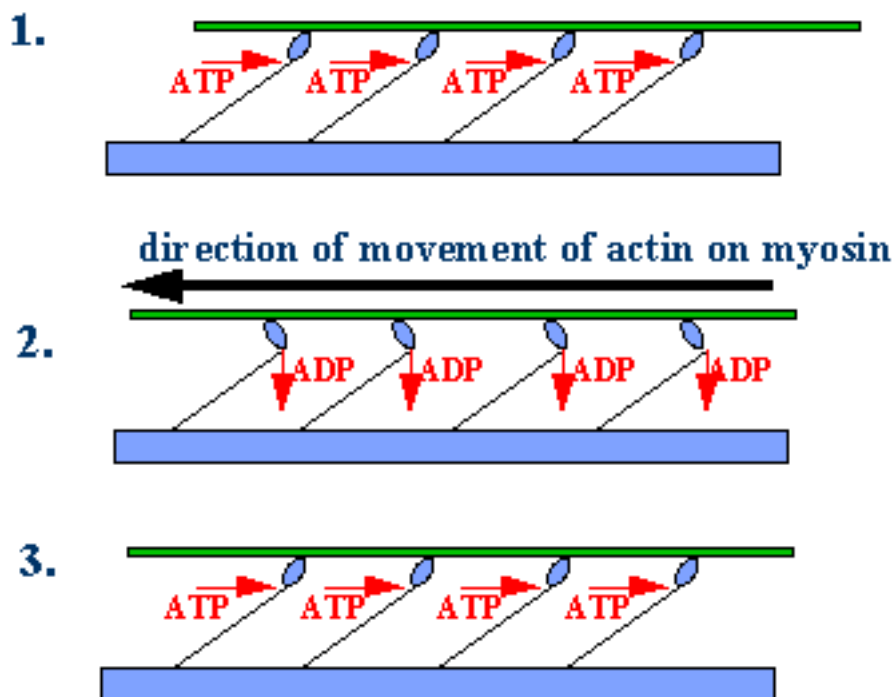 1.
ATP ATP ATP ATP
direction of movement of actin on myosin
2.
ADP ADP ADP ADP
3.
ATP ATP ATP ATP